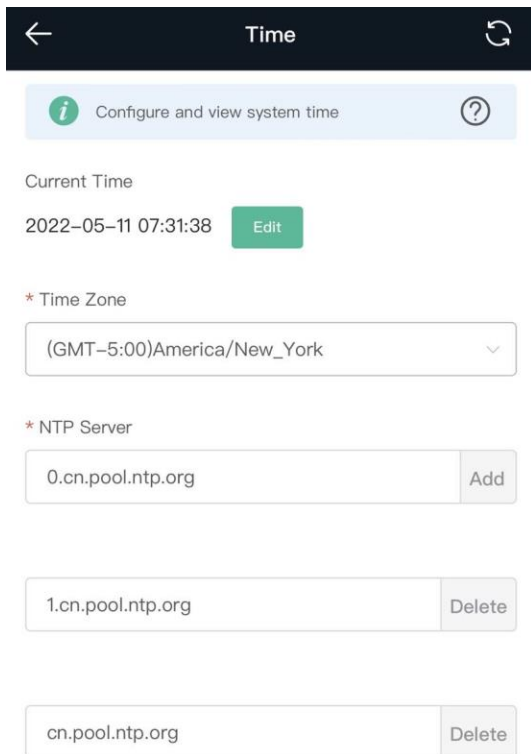 Time
Configure and view system time
Current Time
2022-05-11 07:31:38 Edit
* Time Zone
(GMT-5:00)America/New_York
* NTP Server
0.cn.pool.ntp.org Add
1.cn.pool.ntp.org Delete
cn.pool.ntp.org Delete